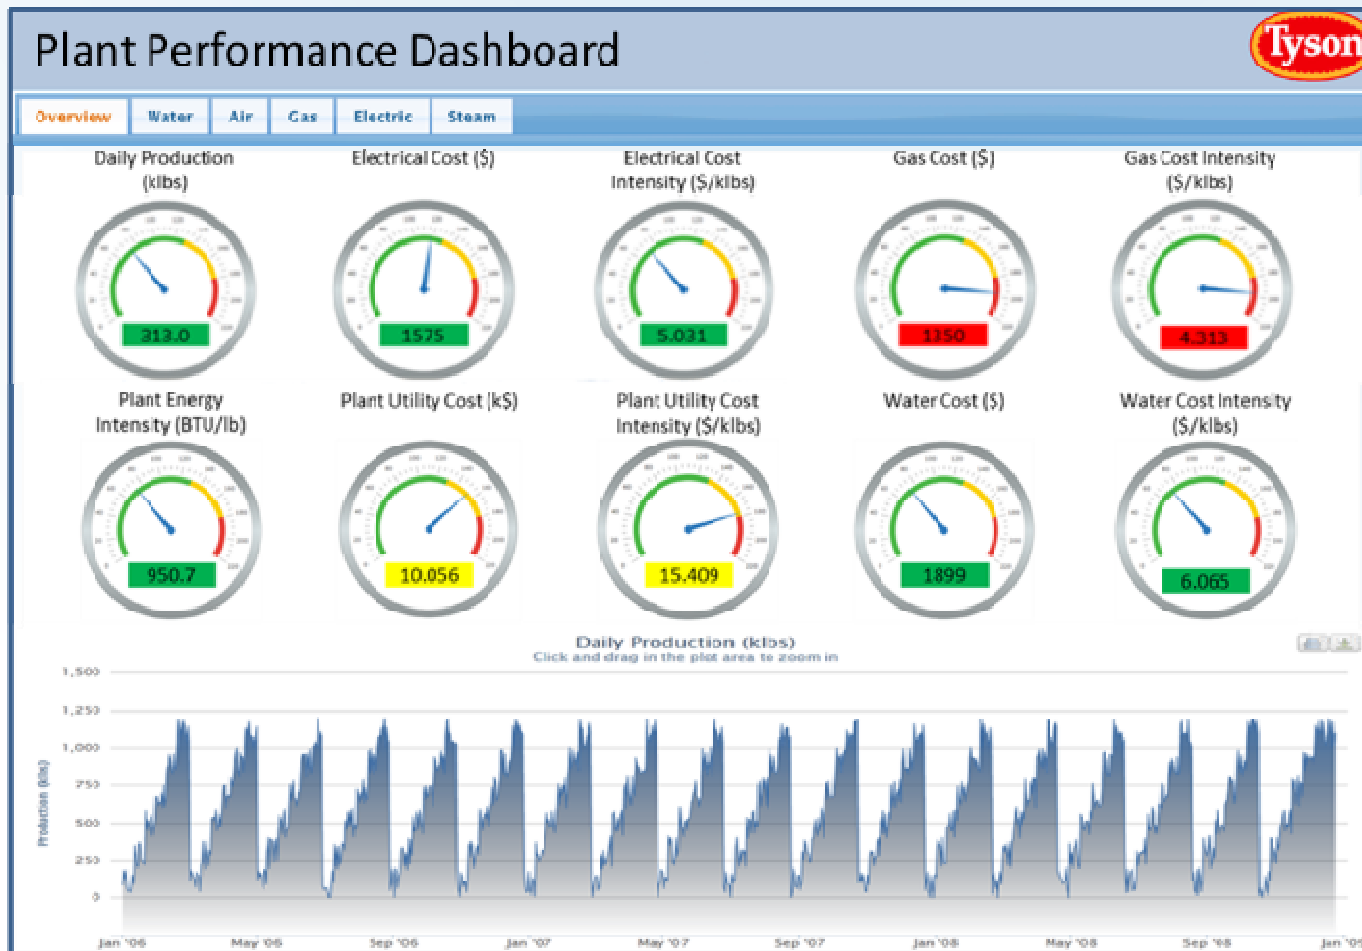 Plant Performance Dashboard
Tyson
Overview Water Air Gas Electric Steam
Daily Production (klbs)
Electrical Cost ($)
Electrical Cost Intensity ($/klbs)
Gas Cost ($)
Gas Cost Intensity ($/klbs)
313.0
1575
5.031
1350
4.313
Plant Energy Intensity (BTU/lb)
Plant Utility Cost (k$)
Plant Utility Cost Intensity ($/klbs)
Water Cost ($)
Water Cost Intensity ($/klbs)
950.7
10.056
15.409
1899
6.065
Daily Production (klbs)
Click and drag in the plot area to zoom in
1,500
1,250
1,000
750
500
250
0
Production (klbs)
Jan '06 May '06 Sep '06 Jan '07 May '07 Sep '07 Jan '08 May '08 Sep '08